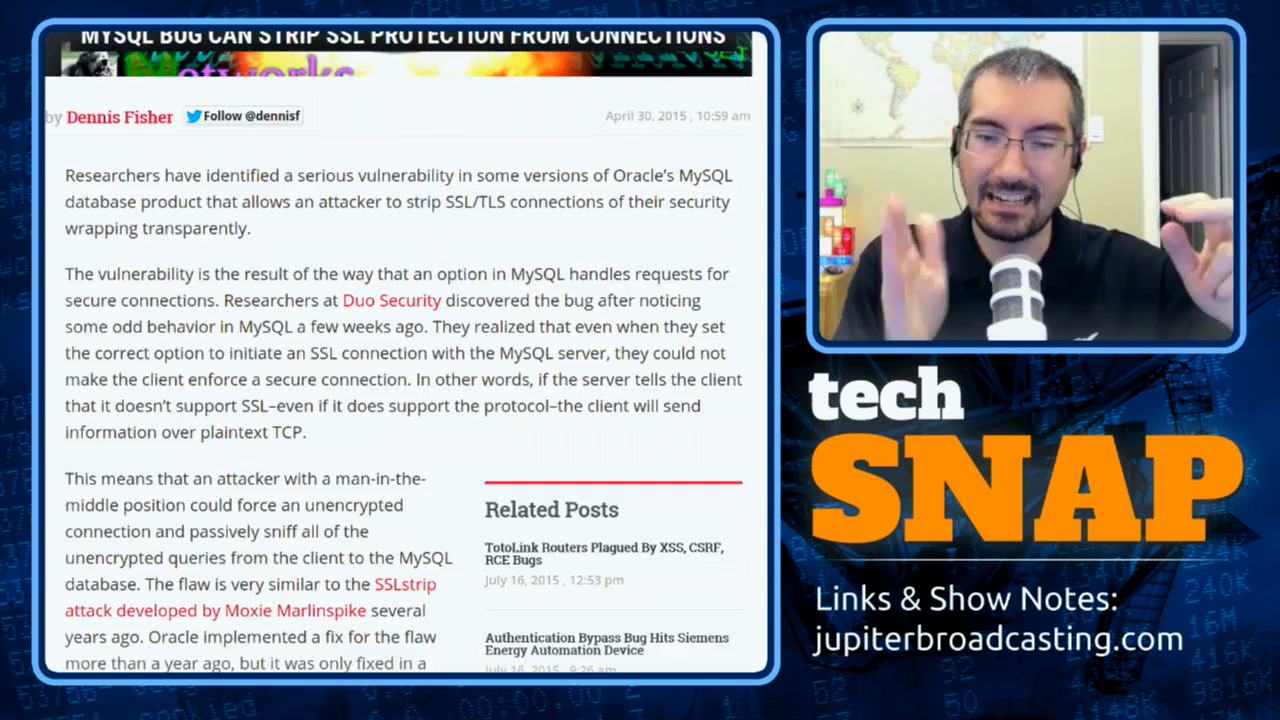 MYSQL BUG CAN STRIP SSL PROTECTION FROM CONNECTIONS
etworks
by Dennis Fisher Follow @dennisf April 30, 2015 , 10:59 am
Researchers have identified a serious vulnerability in some versions of Oracle's MySQL
database product that allows an attacker to strip SSL/TLS connections of their security
wrapping transparently.
The vulnerability is the result of the way that an option in MySQL handles requests for
secure connections. Researchers at Duo Security discovered the bug after noticing
some odd behavior in MySQL a few weeks ago. They realized that even when they set
the correct option to initiate an SSL connection with the MySQL server, they could not
make the client enforce a secure connection. In other words, if the server tells the client
that it doesn't support SSL–even if it does support the protocol–the client will send
information over plaintext TCP.
This means that an attacker with a man-in-the-
middle position could force an unencrypted
connection and passively sniff all of the
unencrypted queries from the client to the MySQL
database. The flaw is very similar to the SSLstrip
attack developed by Moxie Marlinspike several
years ago. Oracle implemented a fix for the flaw
more than a year ago, but it was only fixed in a
Related Posts
TotoLink Routers Plagued By XSS, CSRF,
RCE Bugs
July 16, 2015 , 12:53 pm
Authentication Bypass Bug Hits Siemens
Energy Automation Device
July 16, 2015 , 9:26 am
tech
SNAP
Links & Show Notes:
jupiterbroadcasting.com